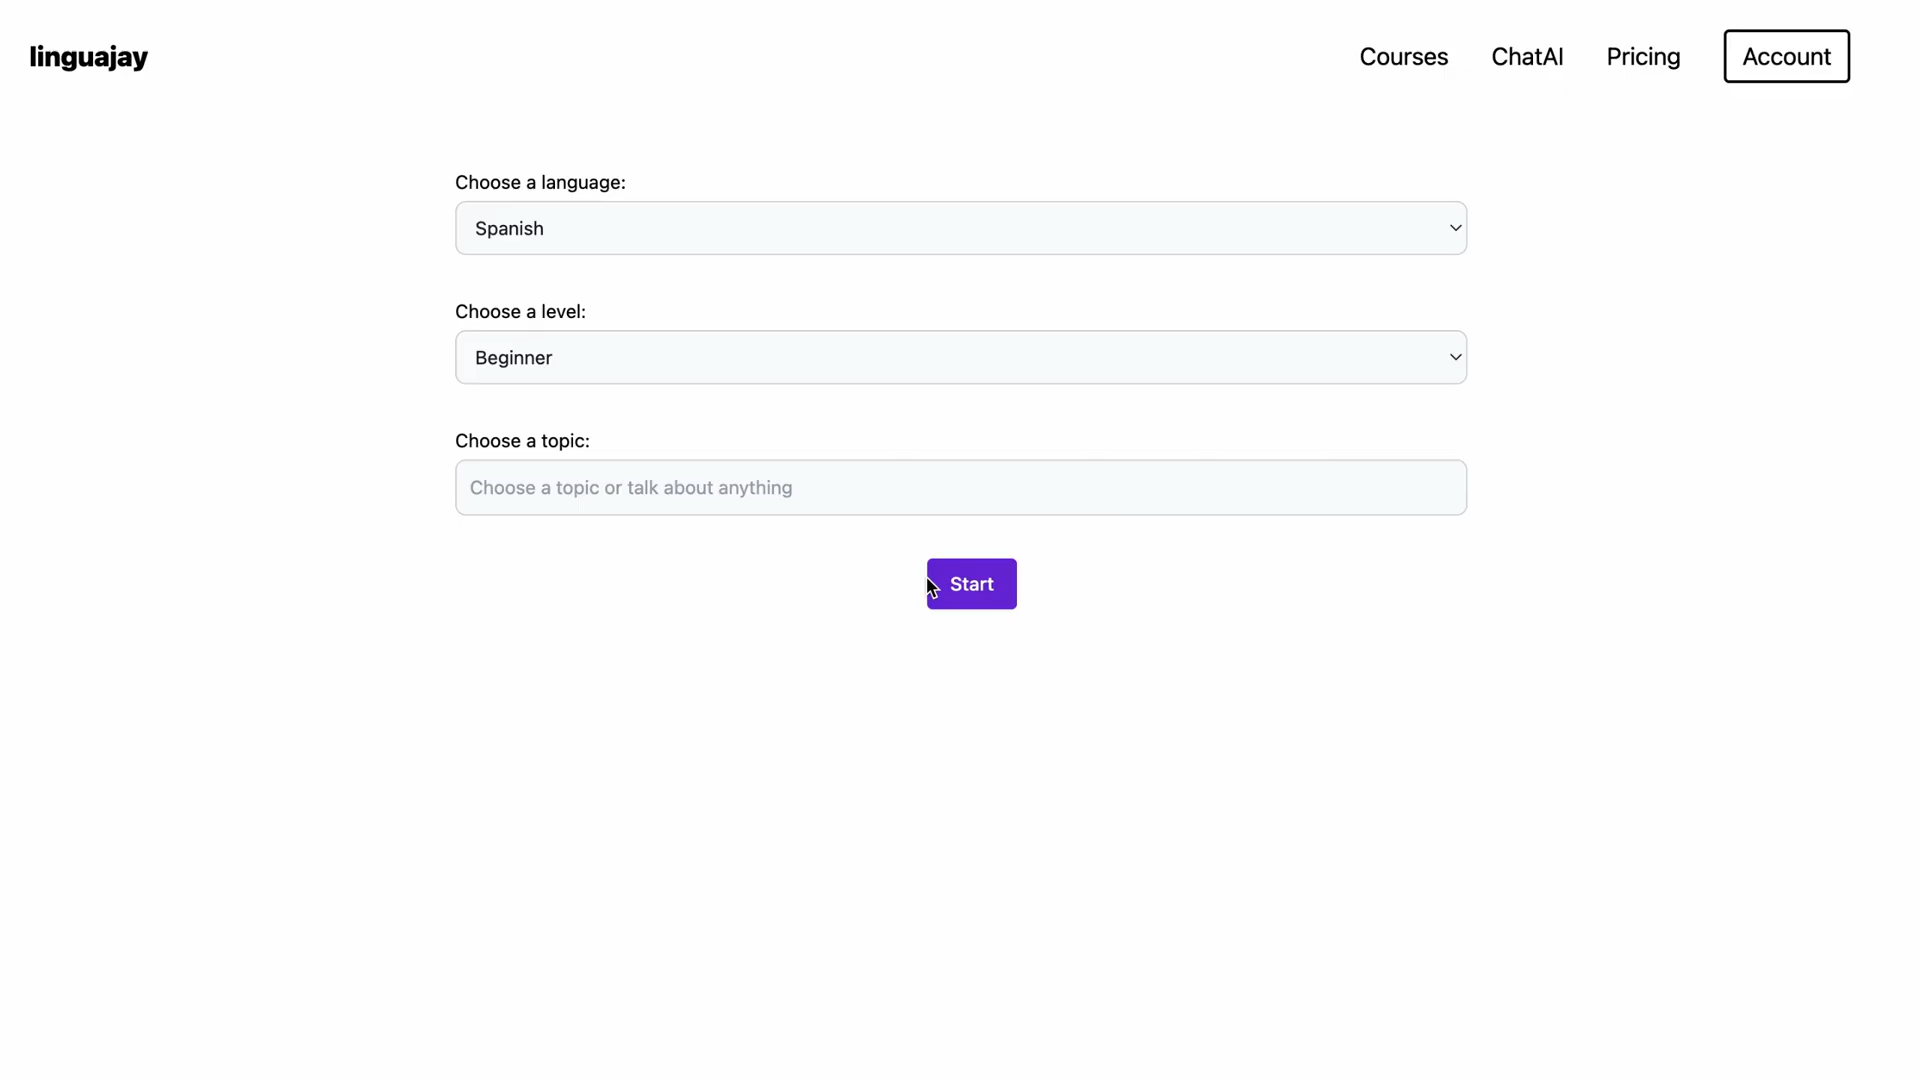 linguajay
Courses
ChatAI
Pricing
Account
Choose a language:
Spanish
Choose a level:
Beginner
Choose a topic:
Choose a topic or talk about anything
Start